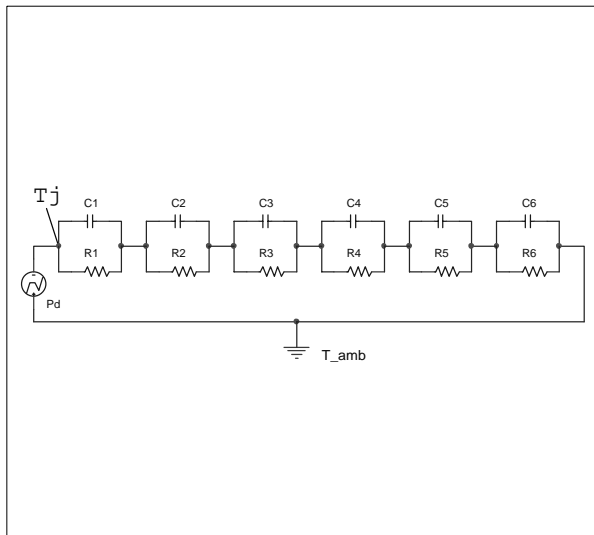 Tj
C1 C2 C3 C4 C5 C6
R1 R2 R3 R4 R5 R6
Pd
T_amb